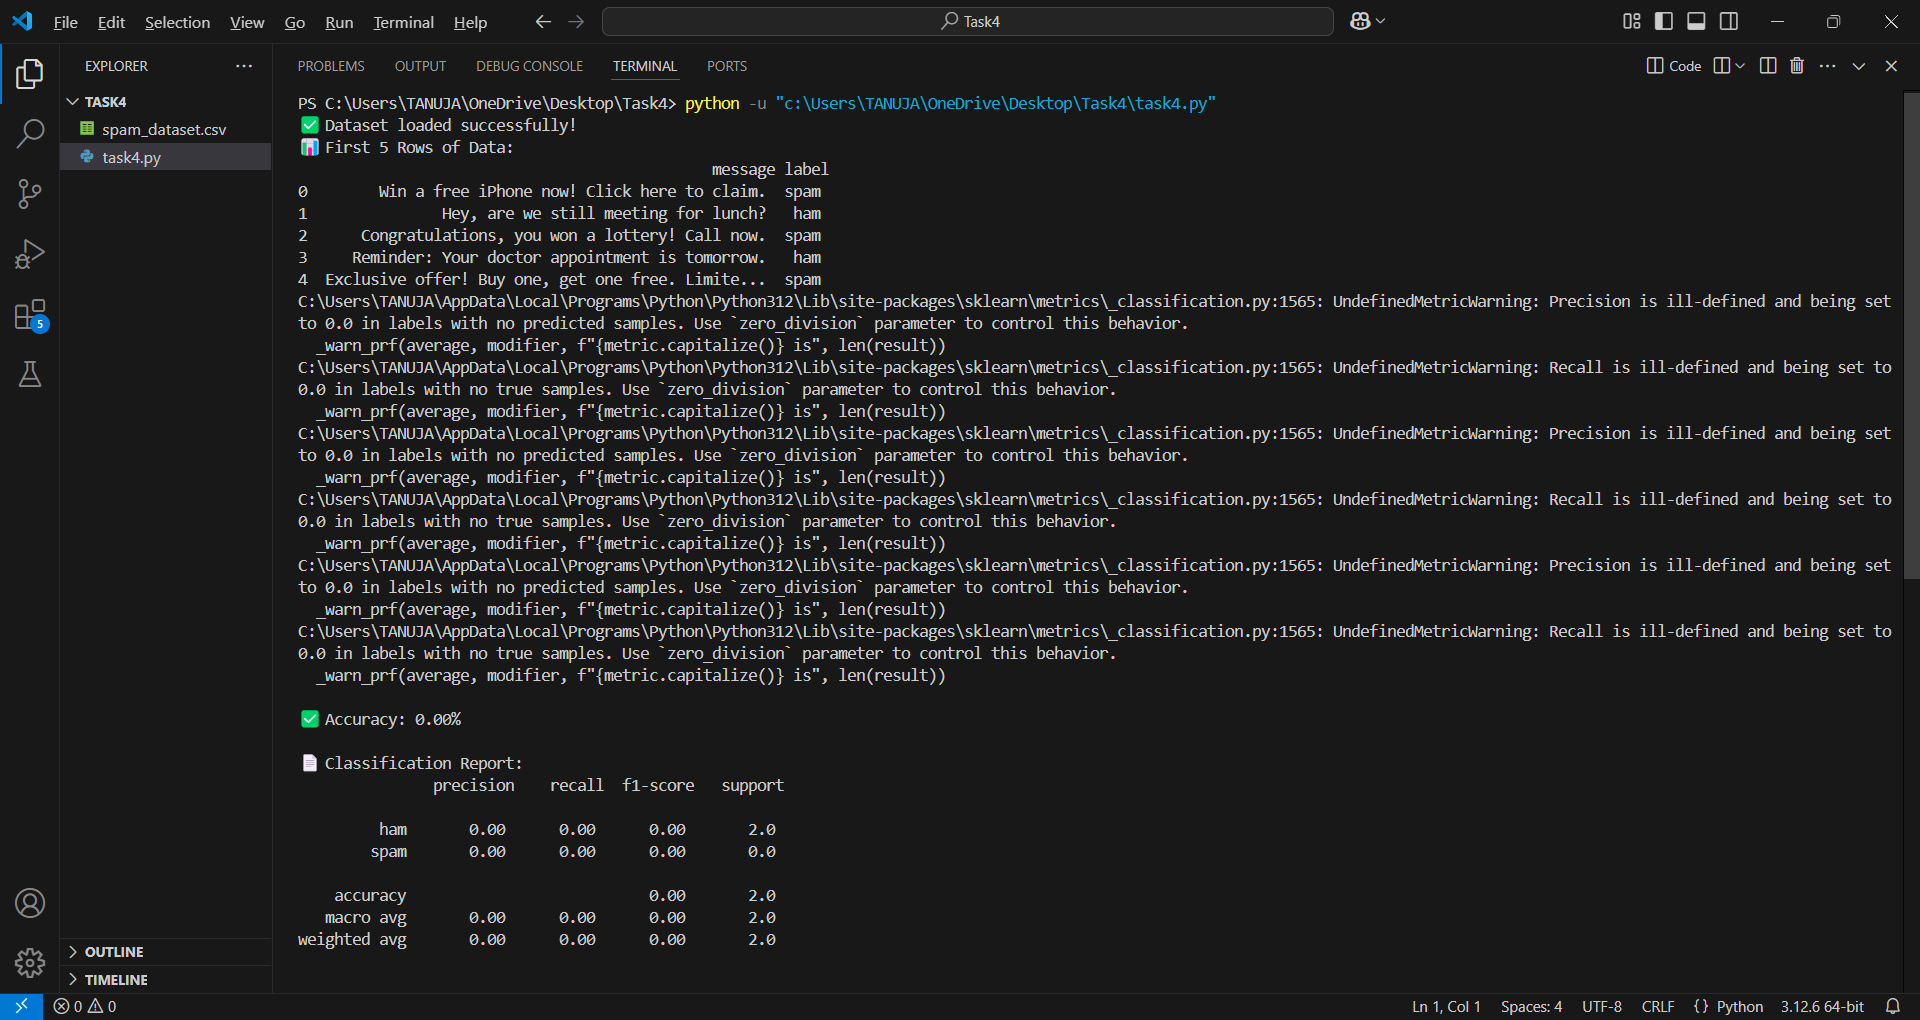 File Edit Selection View Go Run Terminal Help
Task4
EXPLORER
TASK4
spam_dataset.csv
task4.py
OUTLINE
TIMELINE
5
PROBLEMS OUTPUT DEBUG CONSOLE TERMINAL PORTS
Code
PS C:\Users\TANUJA\OneDrive\Desktop\Task4> python -u "c:\Users\TANUJA\OneDrive\Desktop\Task4\task4.py"
✅ Dataset loaded successfully!
📊 First 5 Rows of Data:
message label
0 Win a free iPhone now! Click here to claim. spam
1 Hey, are we still meeting for lunch? ham
2 Congratulations, you won a lottery! Call now. spam
3 Reminder: Your doctor appointment is tomorrow. ham
4 Exclusive offer! Buy one, get one free. Limite... spam
C:\Users\TANUJA\AppData\Local\Programs\Python\Python312\Lib\site-packages\sklearn\metrics\_classification.py:1565: UndefinedMetricWarning: Precision is ill-defined and being set
to 0.0 in labels with no predicted samples. Use `zero_division` parameter to control this behavior.
_warn_prf(average, modifier, f"{metric.capitalize()} is", len(result))
C:\Users\TANUJA\AppData\Local\Programs\Python\Python312\Lib\site-packages\sklearn\metrics\_classification.py:1565: UndefinedMetricWarning: Recall is ill-defined and being set to
0.0 in labels with no true samples. Use `zero_division` parameter to control this behavior.
_warn_prf(average, modifier, f"{metric.capitalize()} is", len(result))
C:\Users\TANUJA\AppData\Local\Programs\Python\Python312\Lib\site-packages\sklearn\metrics\_classification.py:1565: UndefinedMetricWarning: Precision is ill-defined and being set
to 0.0 in labels with no predicted samples. Use `zero_division` parameter to control this behavior.
_warn_prf(average, modifier, f"{metric.capitalize()} is", len(result))
C:\Users\TANUJA\AppData\Local\Programs\Python\Python312\Lib\site-packages\sklearn\metrics\_classification.py:1565: UndefinedMetricWarning: Recall is ill-defined and being set to
0.0 in labels with no true samples. Use `zero_division` parameter to control this behavior.
_warn_prf(average, modifier, f"{metric.capitalize()} is", len(result))
C:\Users\TANUJA\AppData\Local\Programs\Python\Python312\Lib\site-packages\sklearn\metrics\_classification.py:1565: UndefinedMetricWarning: Precision is ill-defined and being set
to 0.0 in labels with no predicted samples. Use `zero_division` parameter to control this behavior.
_warn_prf(average, modifier, f"{metric.capitalize()} is", len(result))
C:\Users\TANUJA\AppData\Local\Programs\Python\Python312\Lib\site-packages\sklearn\metrics\_classification.py:1565: UndefinedMetricWarning: Recall is ill-defined and being set to
0.0 in labels with no true samples. Use `zero_division` parameter to control this behavior.
_warn_prf(average, modifier, f"{metric.capitalize()} is", len(result))
✅ Accuracy: 0.00%
📄 Classification Report:
precision recall f1-score support
ham 0.00 0.00 0.00 2.0
spam 0.00 0.00 0.00 0.0
accuracy 0.00 2.0
macro avg 0.00 0.00 0.00 2.0
weighted avg 0.00 0.00 0.00 2.0
0 0 Ln 1, Col 1 Spaces: 4 UTF-8 CRLF {} Python 3.12.6 64-bit